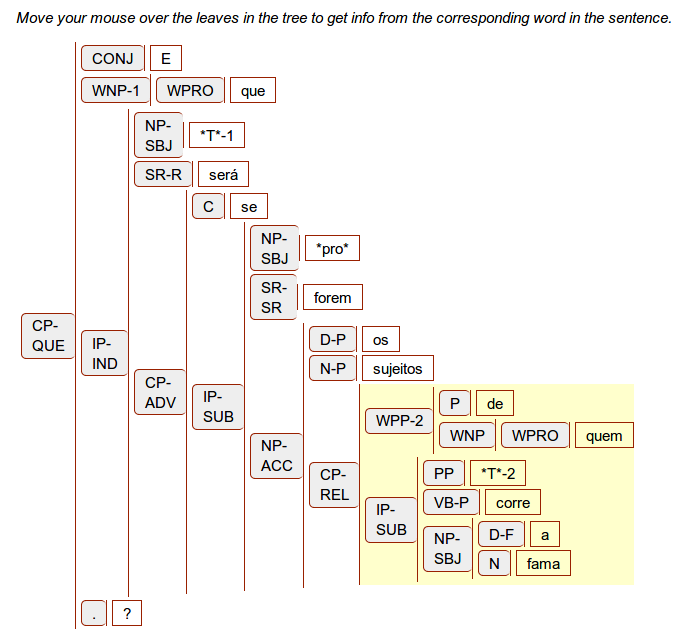 Move your mouse over the leaves in the tree to get info from the corresponding word in the sentence.
CONJ E
WNP-1 WPRO que
NP-
SBJ
*T*-1
SR-R será
C se
NP-
SBJ
*pro*
SR-
SR
forem
CP-
QUE
IP-
IND
D-P os
N-P sujeitos
CP-
ADV
IP-
SUB
P de
WPP-2
WNP WPRO quem
NP-
ACC
CP-
REL
PP *T*-2
VB-P corre
IP-
SUB
D-F a
NP-
SBJ
N fama
. ?